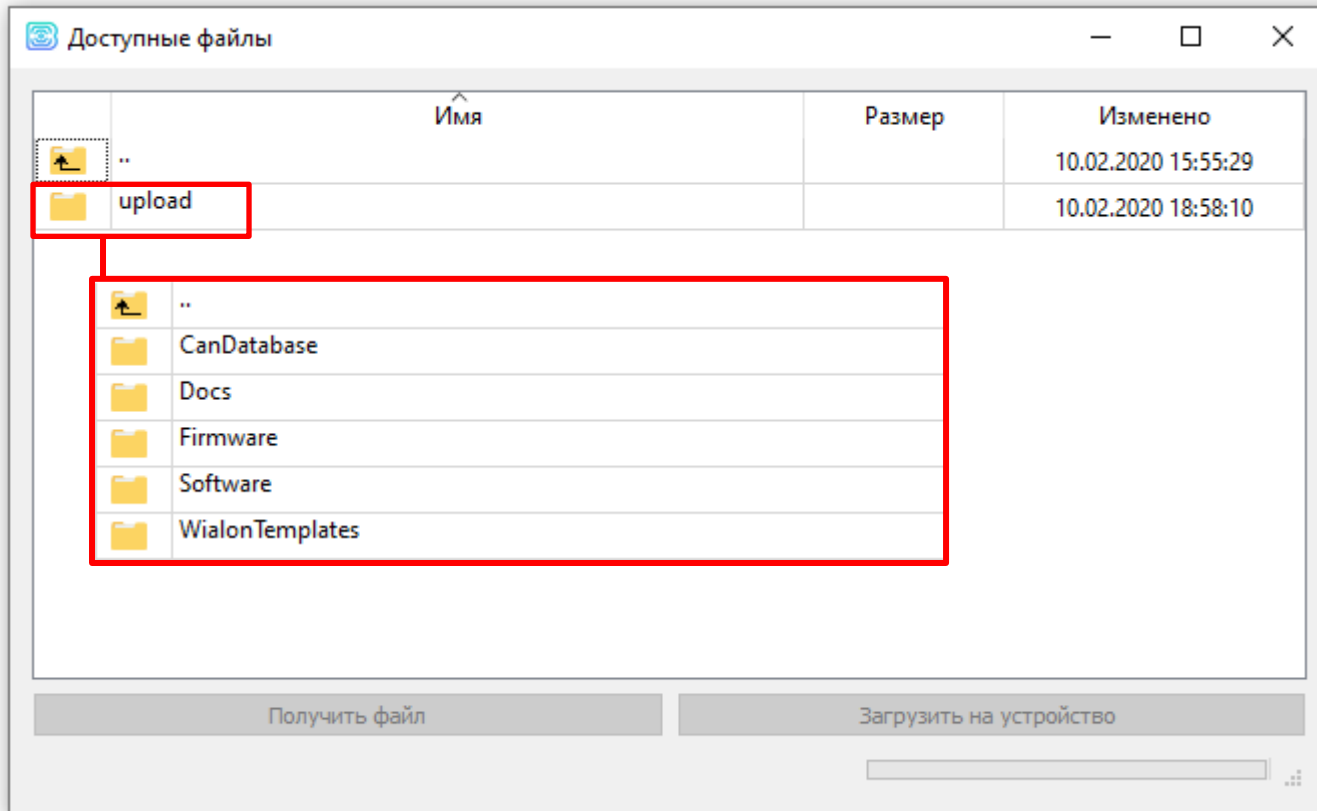 Доступные файлы
Имя Размер Изменено
.. 10.02.2020 15:55:29
upload 10.02.2020 18:58:10
..
CanDatabase
Docs
Firmware
Software
WialonTemplates
Получить файл Загрузить на устройство